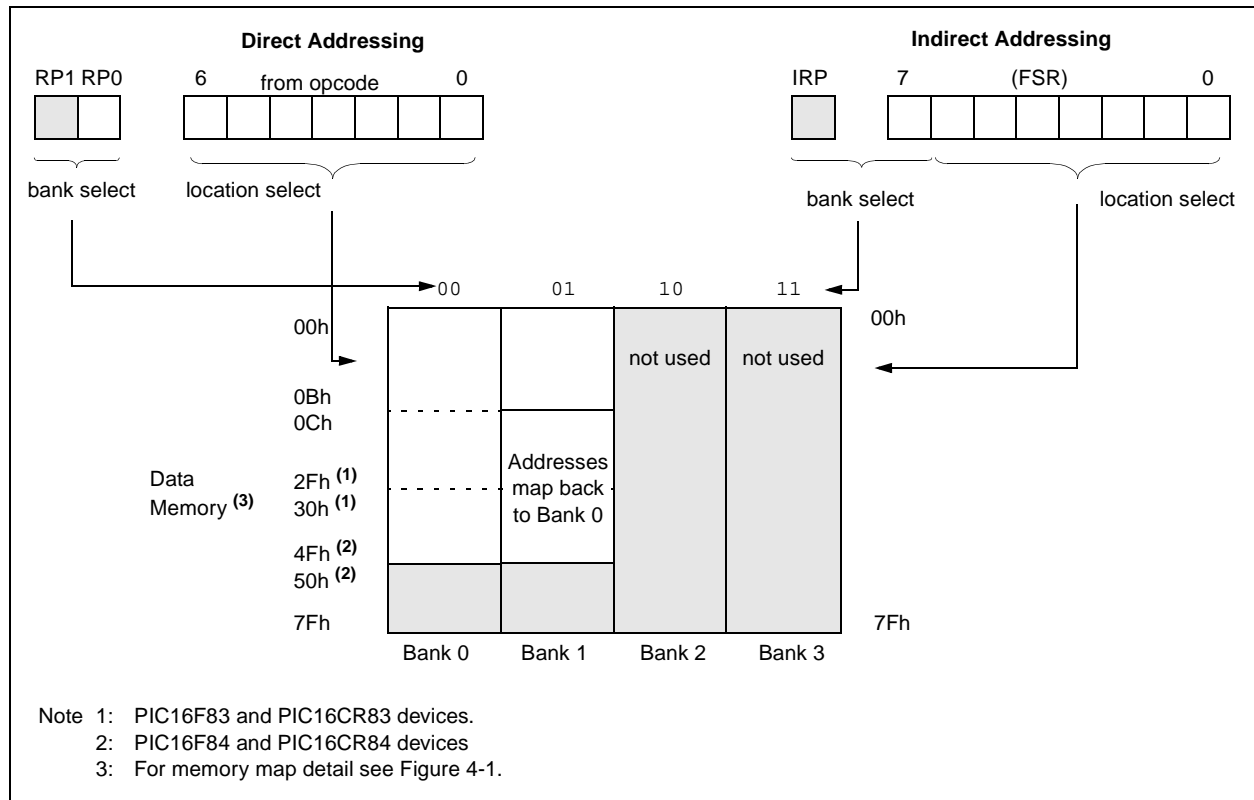 Direct Addressing
Indirect Addressing
RP1 RP0
6 from opcode 0
IRP
7 (FSR) 0
bank select
location select
bank select
location select
00 01 10 11
00h
00h
not used
not used
0Bh
0Ch
Addresses
map back
to Bank 0
Data
Memory (3)
2Fh (1)
30h (1)
4Fh (2)
50h (2)
7Fh
7Fh
Bank 0 Bank 1 Bank 2 Bank 3
Note 1: PIC16F83 and PIC16CR83 devices.
2: PIC16F84 and PIC16CR84 devices
3: For memory map detail see Figure 4-1.